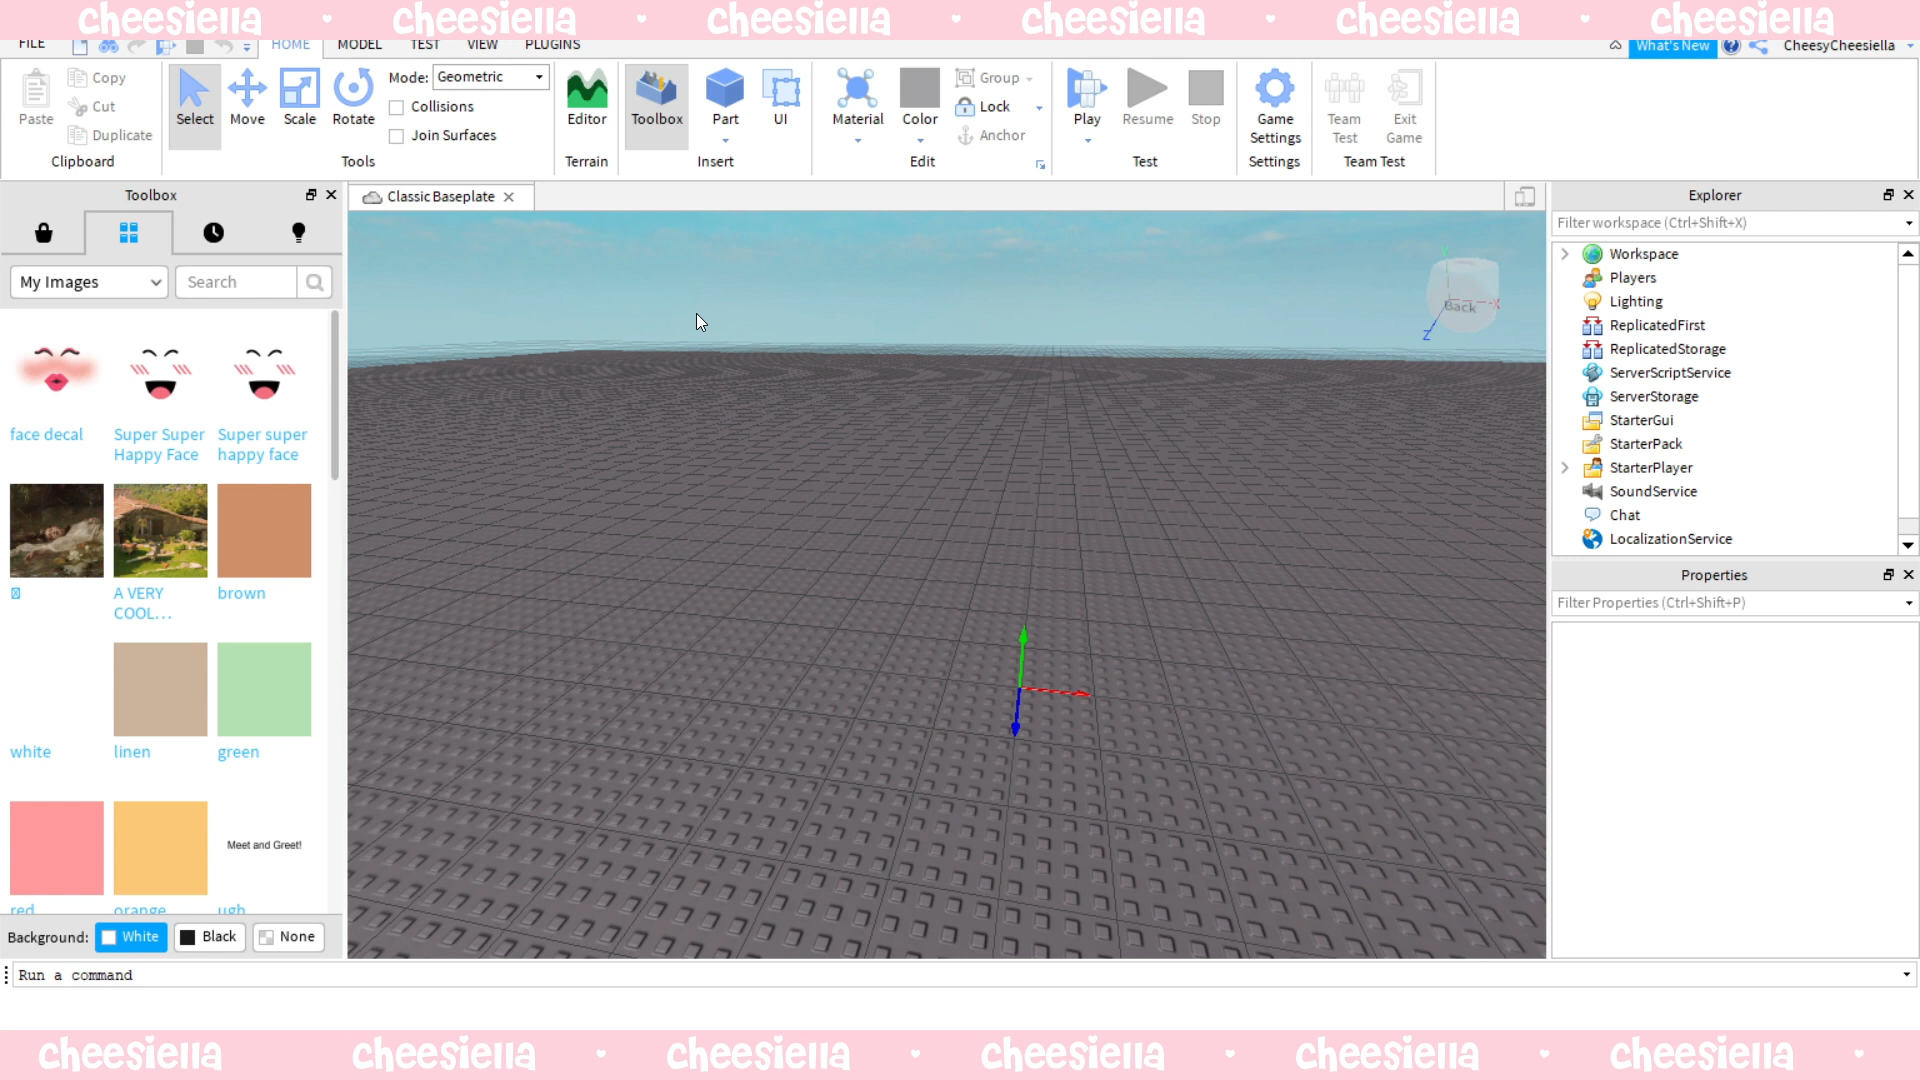 cheesiella cheesiella cheesiella cheesiella cheesiella cheesiella
FILE HOME MODEL TEST VIEW PLUGINS What's New CheesyCheesiella
Paste Copy Cut Duplicate Clipboard
Select Move Scale Rotate Mode: Geometric Collisions Join Surfaces Tools
Editor Terrain
Toolbox Part UI Insert
Material Color Group Lock Anchor Edit
Play Resume Stop Test
Game Settings Settings
Team Test Exit Game Team Test
Toolbox
My Images Search
face decal
Super Super Happy Face
Super super happy face
A VERY COOL...
brown
white linen green
Meet and Greet!
red orange ugh
Background: White Black None
Classic Baseplate
Y
Back X
Z
Explorer
Filter workspace (Ctrl+Shift+X)
Workspace
Players
Lighting
ReplicatedFirst
ReplicatedStorage
ServerScriptService
ServerStorage
StarterGui
StarterPack
StarterPlayer
SoundService
Chat
LocalizationService
Properties
Filter Properties (Ctrl+Shift+P)
Run a command
cheesiella cheesiella cheesiella cheesiella cheesiella cheesiella